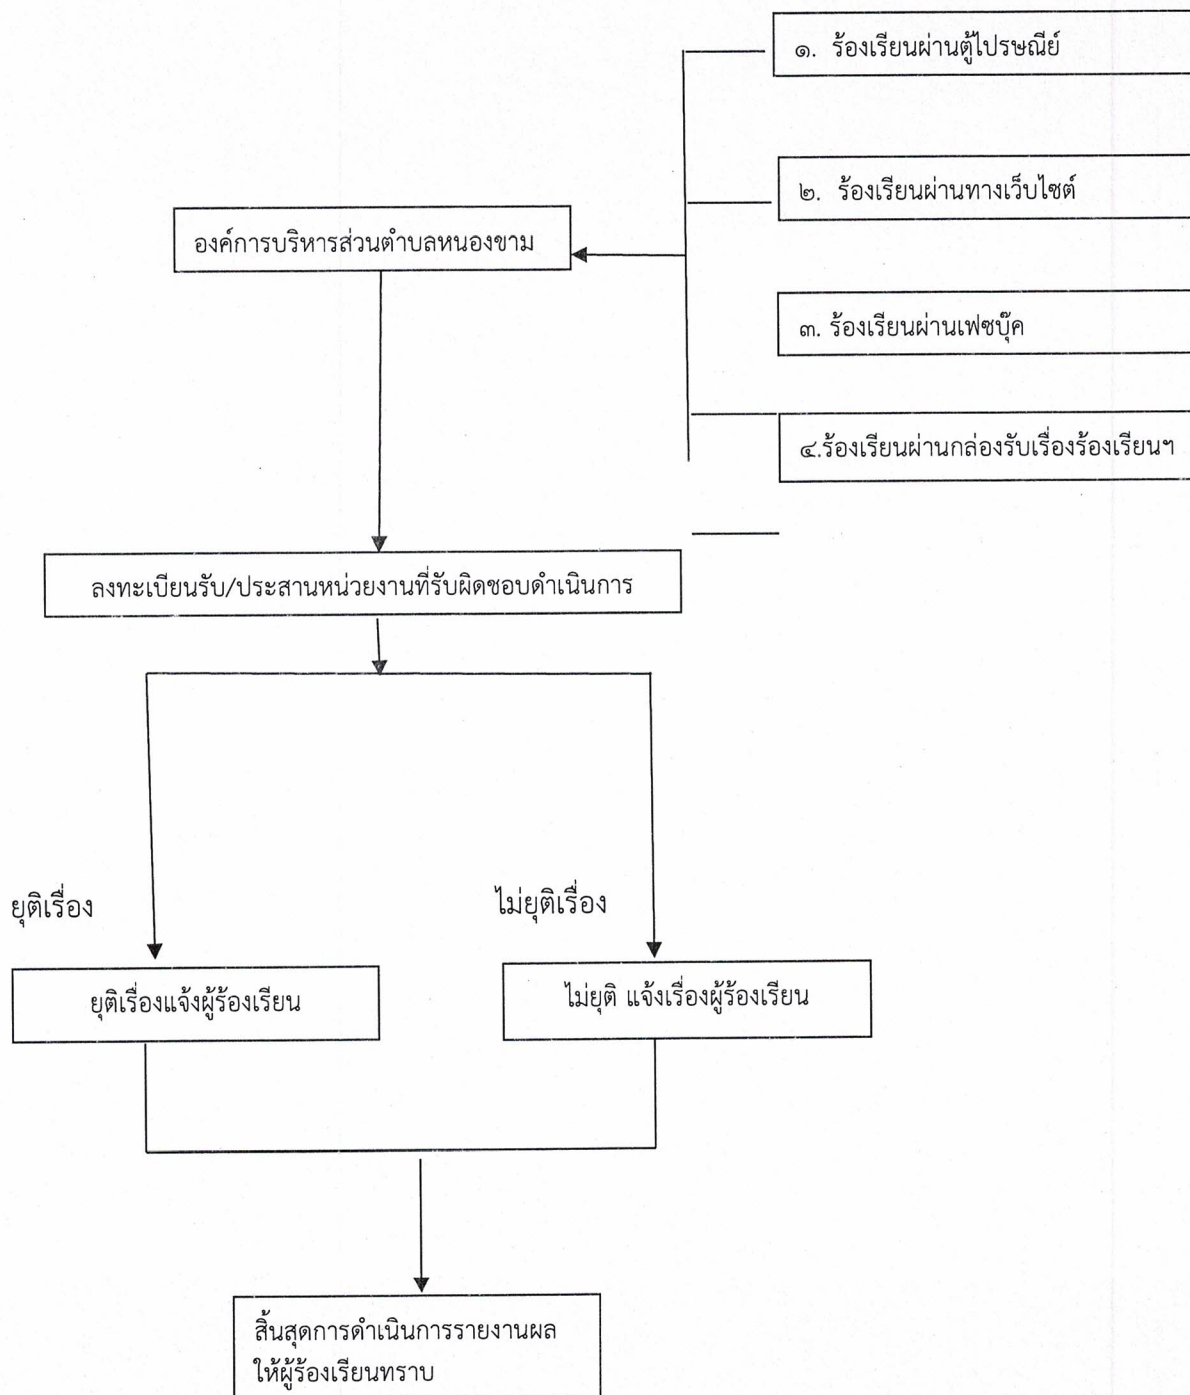 ๑. ร้องเรียนผ่านตู้ไปรษณีย์
๒. ร้องเรียนผ่านทางเว็บไซต์
องค์การบริหารส่วนตำบลหนองขาม
๓. ร้องเรียนผ่านเฟซบุ๊ค
๔.ร้องเรียนผ่านกล่องรับเรื่องร้องเรียนฯ
ลงทะเบียนรับ/ประสานหน่วยงานที่รับผิดชอบดำเนินการ
ยุติเรื่อง
ไม่ยุติเรื่อง
ยุติเรื่องแจ้งผู้ร้องเรียน
ไม่ยุติ แจ้งเรื่องผู้ร้องเรียน
สิ้นสุดการดำเนินการรายงานผล
ให้ผู้ร้องเรียนทราบ